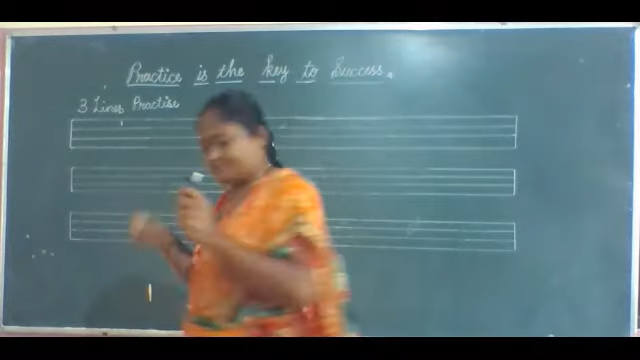 Practice is the key to Success.
3 Lines Practise